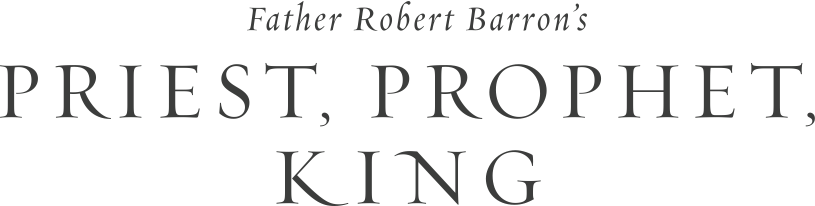 Father Robert Barron’s
PRIEST, PROPHET,
KING